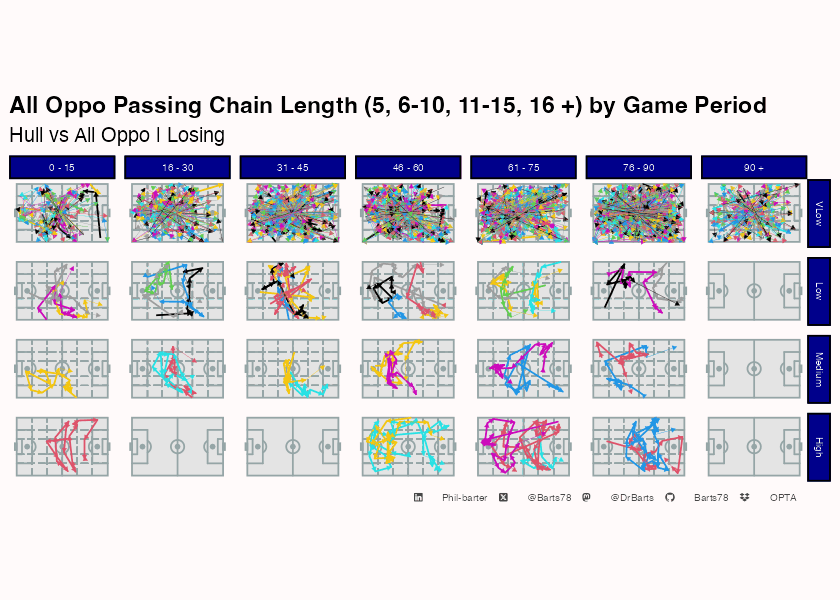 All Oppo Passing Chain Length (5, 6-10, 11-15, 16 +) by Game Period
Hull vs All Oppo I Losing
0 - 15 16 - 30 31 - 45 46 - 60 61 - 75 76 - 90 90 +
V.Low
Low
Medium
High
Phil-barter @Barts78 @DrBarts Barts78 OPTA